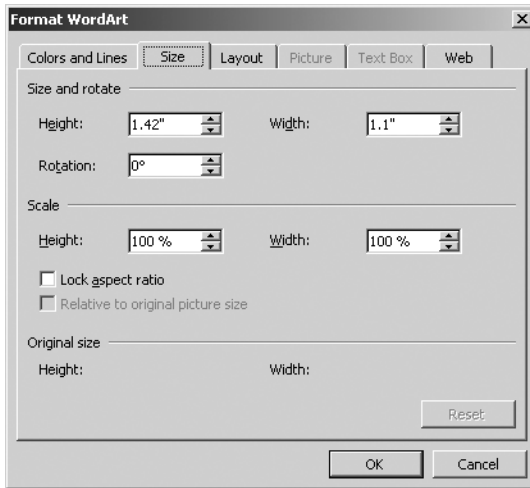 Format WordArt
Colors and Lines Size Layout Picture Text Box Web
Size and rotate
Height: 1.42" Width: 1.1"
Rotation: 0°
Scale
Height: 100 % Width: 100 %
Lock aspect ratio
Relative to original picture size
Original size
Height: Width:
Reset
OK Cancel